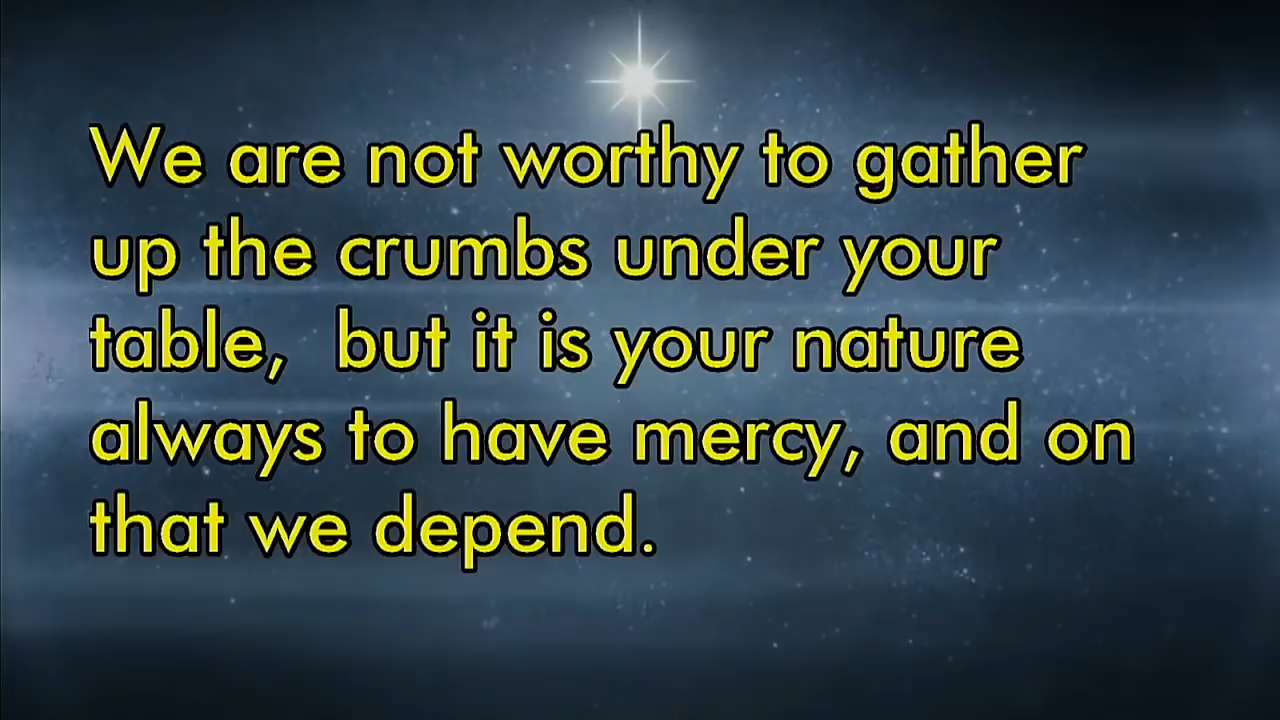 We are not worthy to gather
up the crumbs under your
table,  but it is your nature
always to have mercy, and on
that we depend.